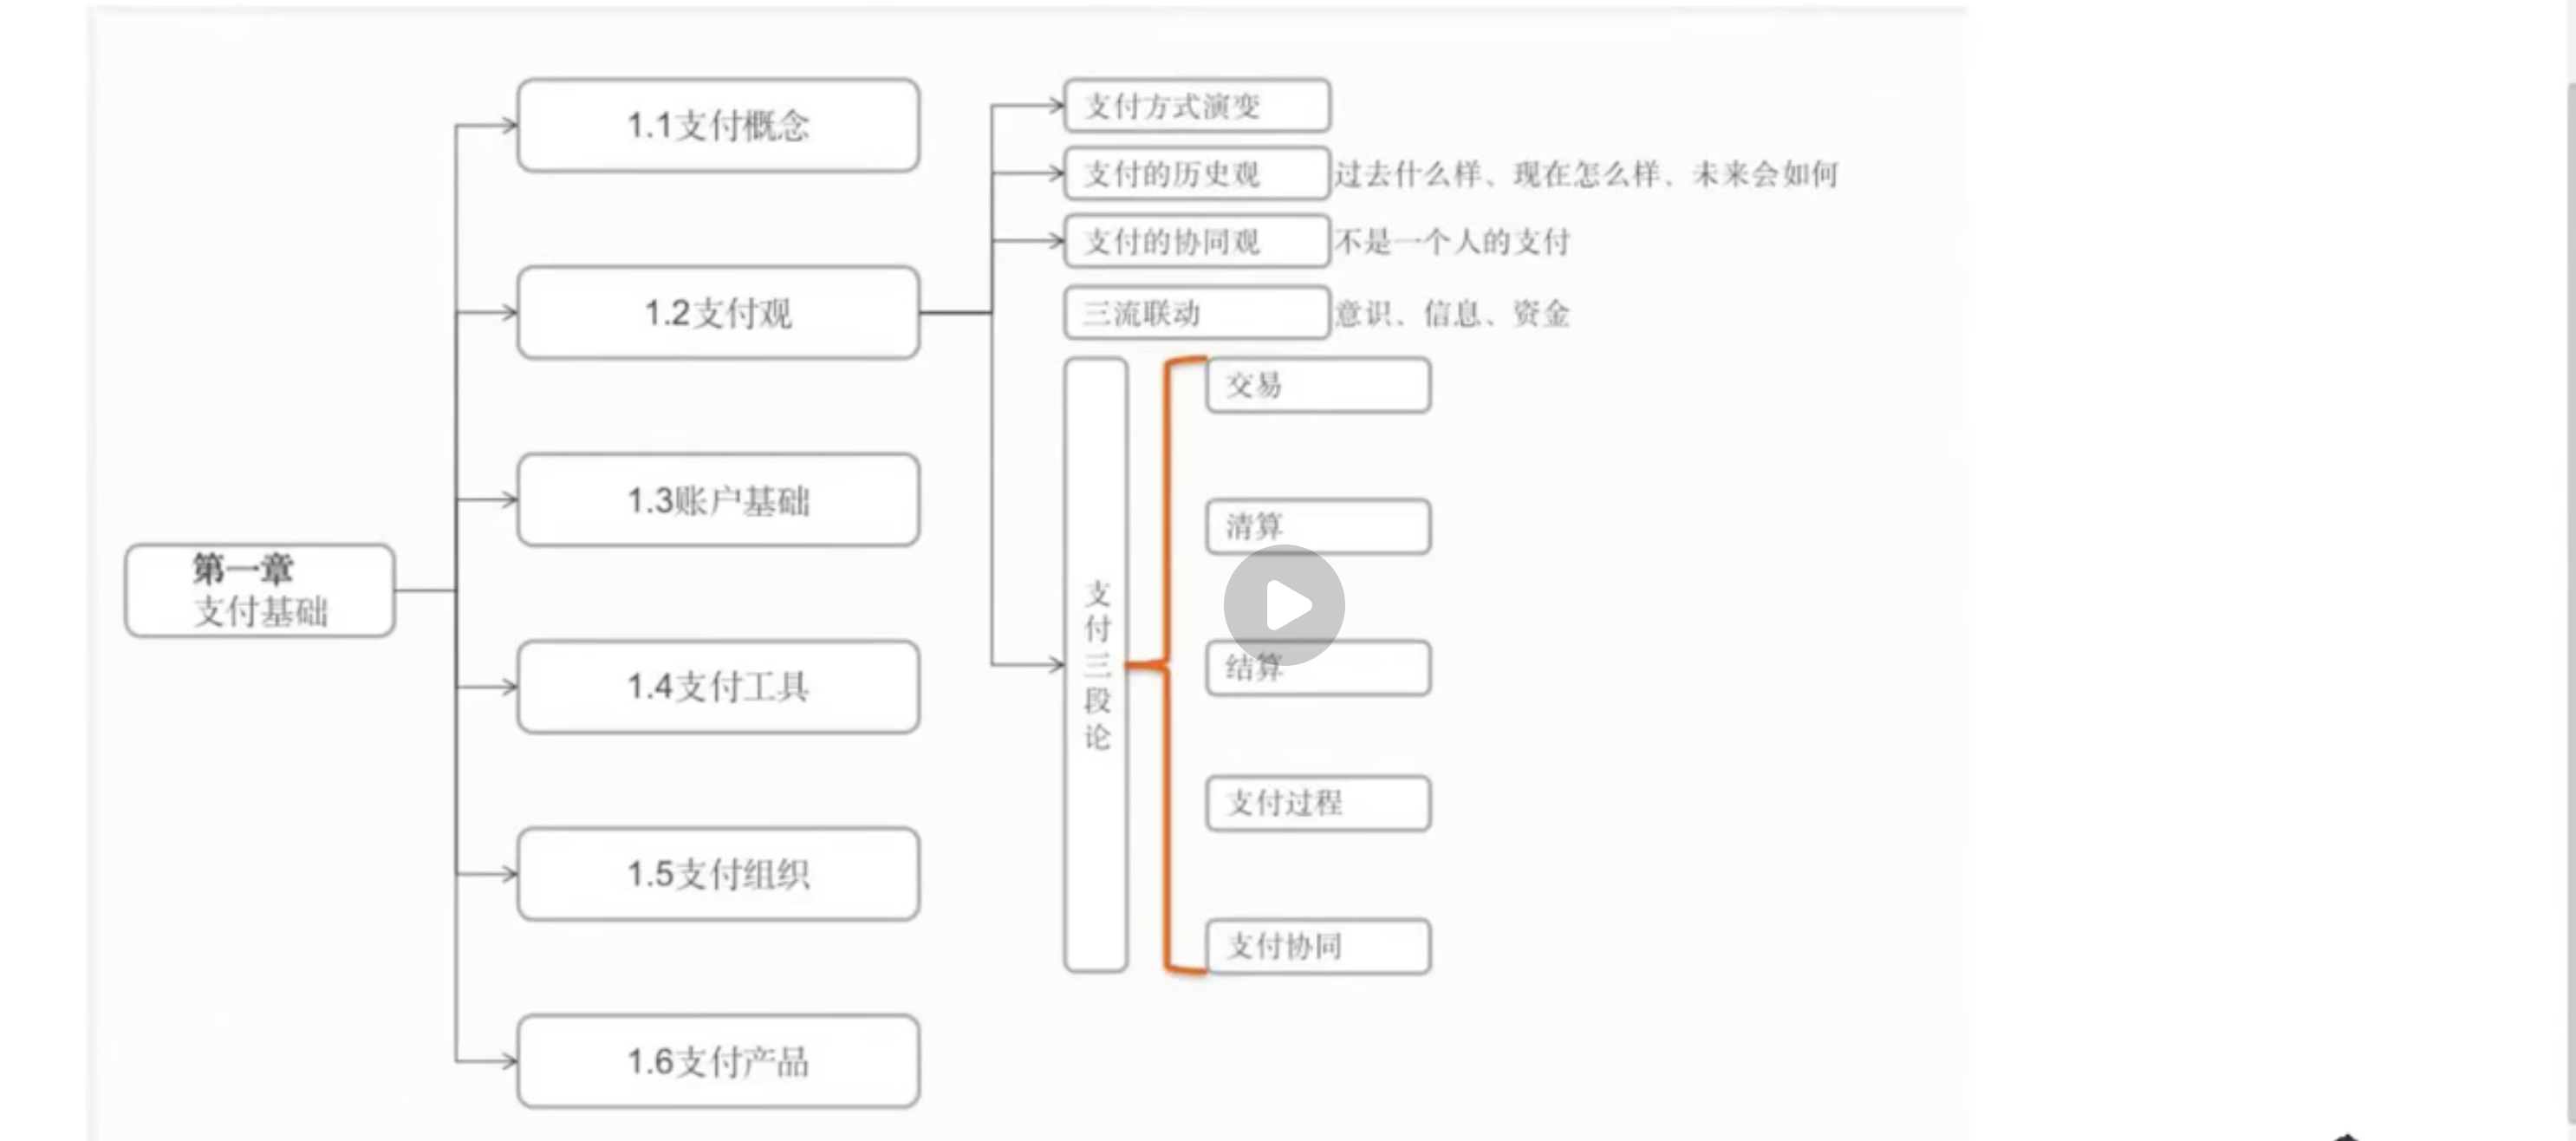 第一章
支付基础
1.1支付概念
1.2支付观
1.3账户基础
1.4支付工具
1.5支付组织
1.6支付产品
支付方式演变
支付的历史观
过去什么样、现在怎么样、未来会如何
支付的协同观
不是一个人的支付
三流联动
意识、信息、资金
支付三段论
交易
清算
结算
支付过程
支付协同